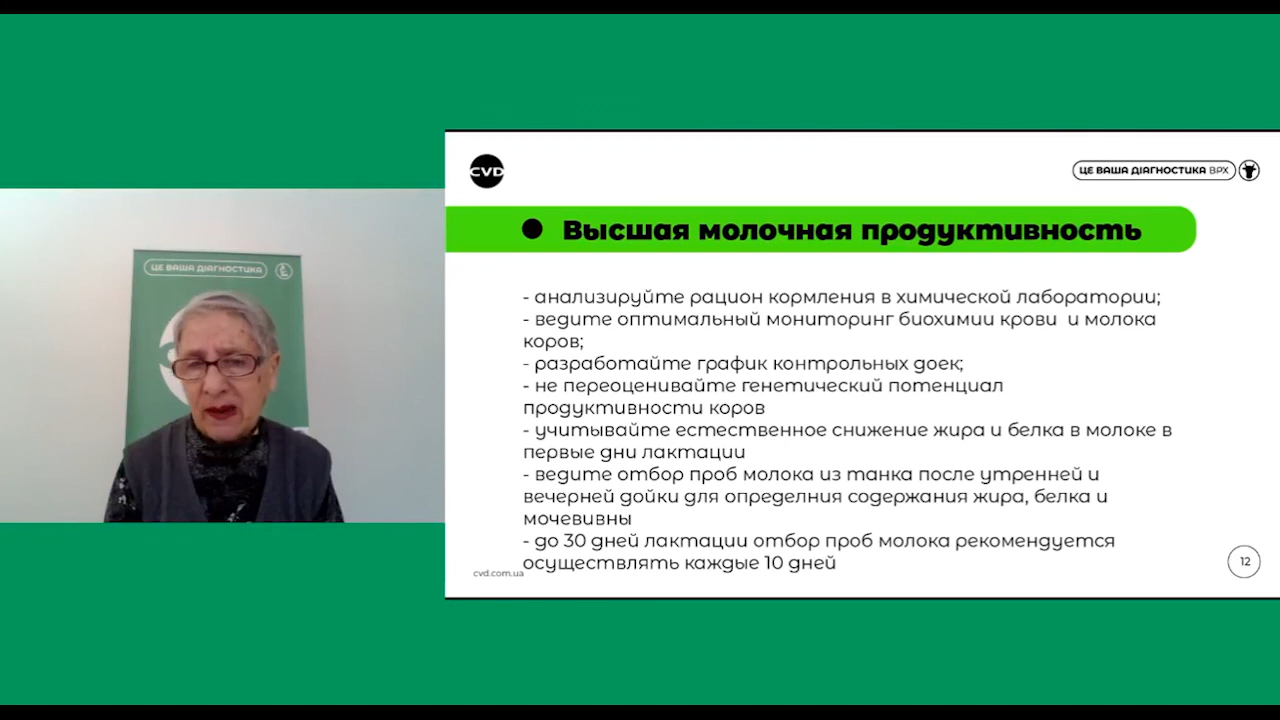 CVD
ЦЕ ВАША ДІАГНОСТИКА ВРХ
Высшая молочная продуктивность
- анализируйте рацион кормления в химической лаборатории;
- ведите оптимальный мониторинг биохимии крови и молока
коров;
- разработайте график контрольных доек;
- не переоценивайте генетический потенциал
продуктивности коров
- учитывайте естественное снижение жира и белка в молоке в
первые дни лактации
- ведите отбор проб молока из танка после утренней и
вечерней дойки для определния содержания жира, белка и
мочевивны
- до 30 дней лактации отбор проб молока рекомендуется
осуществлять каждые 10 дней
cvd.com.ua
12
ЦЕ ВАША ДІАГНОСТИКА